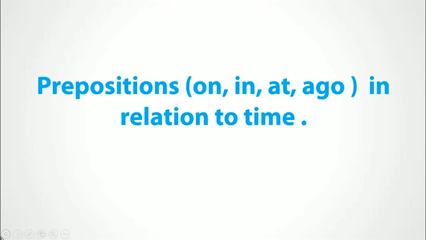 Prepositions (on, in, at, ago )  in
relation to time .